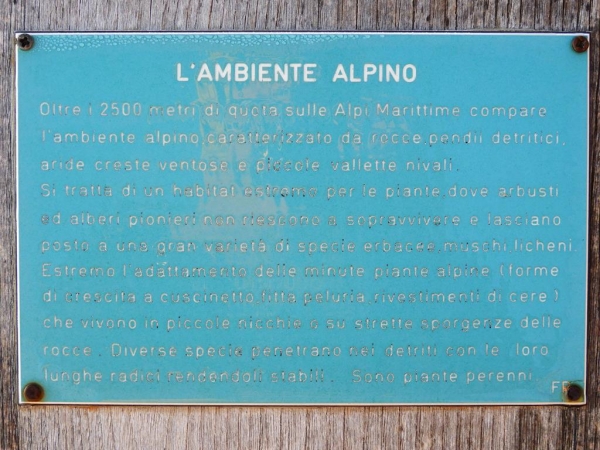 L'AMBIENTE ALPINO
Oltre i 2500 metri di quota, sulle Alpi Marittime compare
l'ambiente alpino, caratterizzato da rocce, pendii detritici,
aride creste ventose e piccole vallette nivali.
Si tratta di un habitat estremo per le piante, dove arbusti
ed alberi pionieri non riescono a sopravvivere e lasciano
posto a una gran varietà di specie erbacee, muschi, licheni.
Estremo l'adattamento delle minute piante alpine (forme
di crescita a cuscinetto, fitta peluria, rivestimenti di cere)
che vivono in piccole nicchie o su strette sporgenze delle
rocce. Diverse specie penetrano nei detriti con le loro
lunghe radici rendendoli stabili. Sono piante perenni.